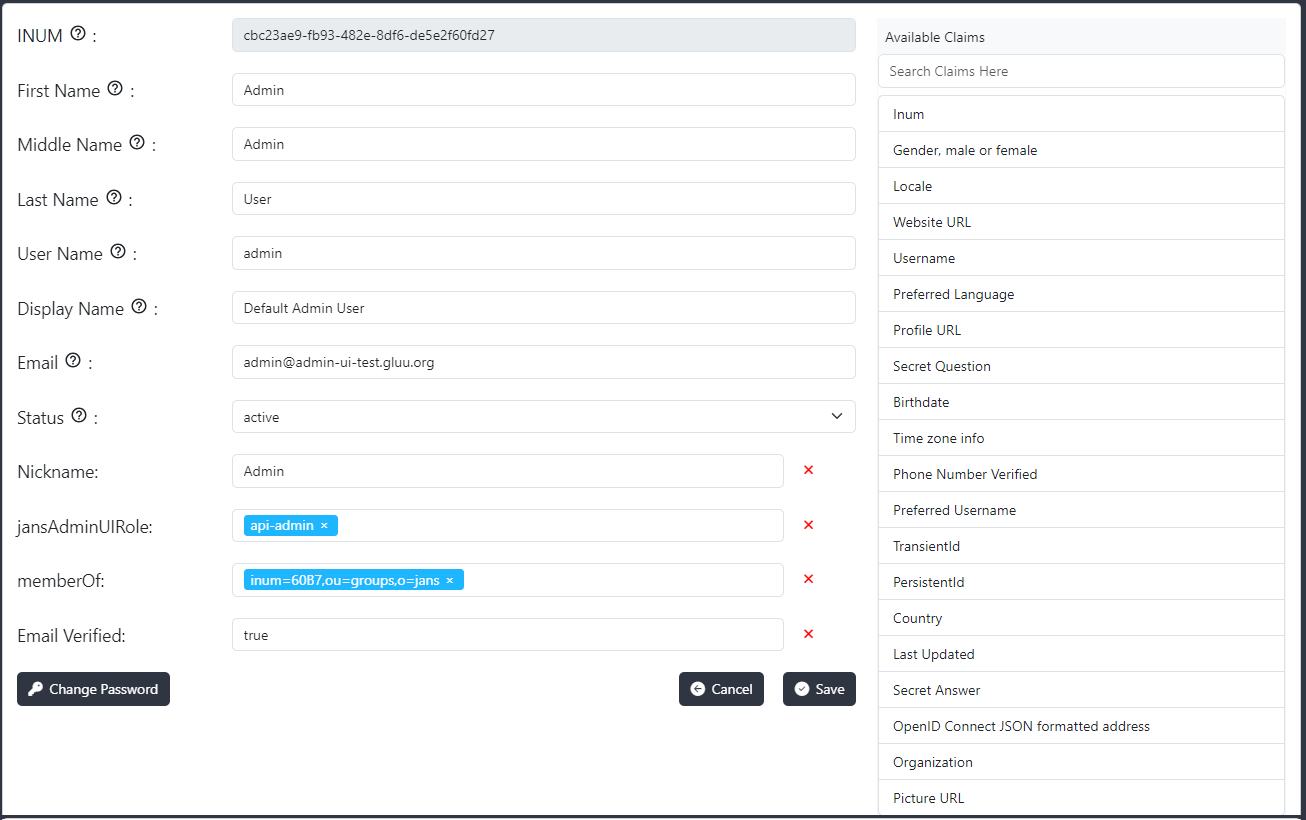 INUM ? :
cbc23ae9-fb93-482e-8df6-de5e2f60fd27
First Name ? :
Admin
Middle Name ? :
Admin
Last Name ? :
User
User Name ? :
admin
Display Name ? :
Default Admin User
Email ? :
admin@admin-ui-test.gluu.org
Status ? :
active
Nickname:
Admin
jansAdminUIRole:
api-admin ×
memberOf:
inum=60B7,ou=groups,o=jans ×
Email Verified:
true
Change Password
Cancel
Save
Available Claims
Search Claims Here
Inum
Gender, male or female
Locale
Website URL
Username
Preferred Language
Profile URL
Secret Question
Birthdate
Time zone info
Phone Number Verified
Preferred Username
TransientId
PersistentId
Country
Last Updated
Secret Answer
OpenID Connect JSON formatted address
Organization
Picture URL